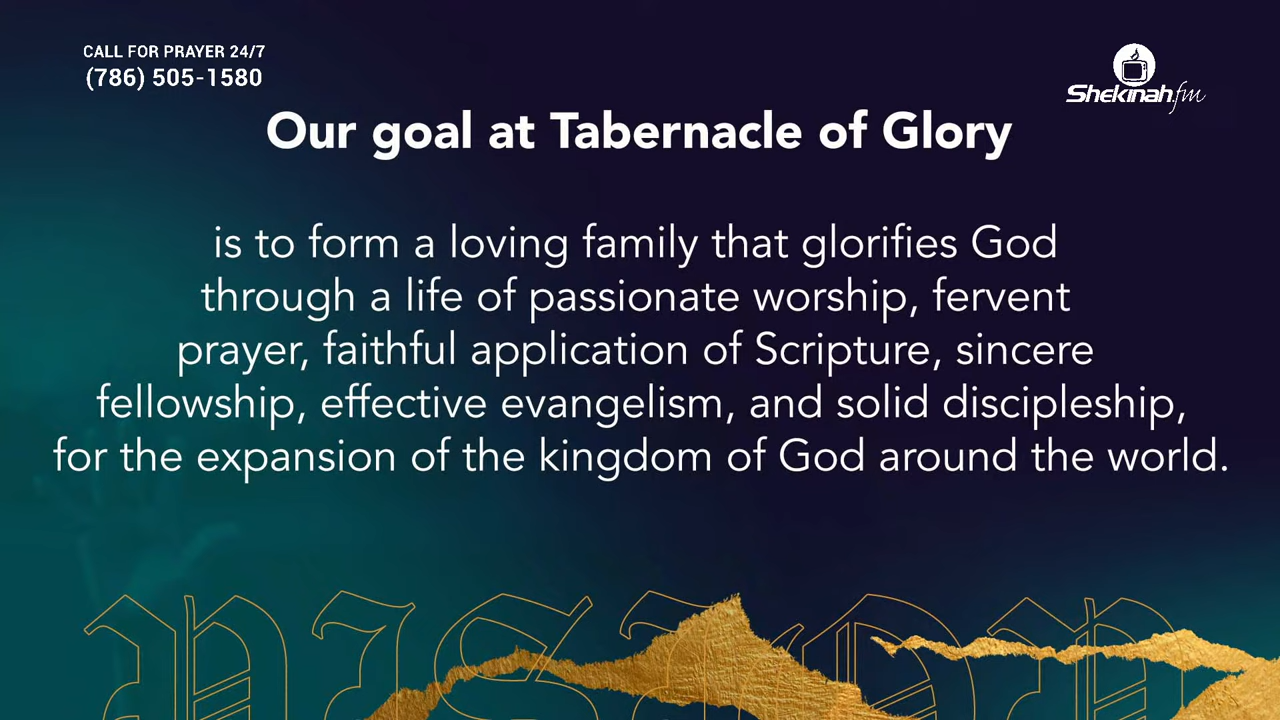 CALL FOR PRAYER 24/7
(786) 505-1580
Shekinah.fm
Our goal at Tabernacle of Glory
is to form a loving family that glorifies God
through a life of passionate worship, fervent
prayer, faithful application of Scripture, sincere
fellowship, effective evangelism, and solid discipleship,
for the expansion of the kingdom of God around the world.
VISION